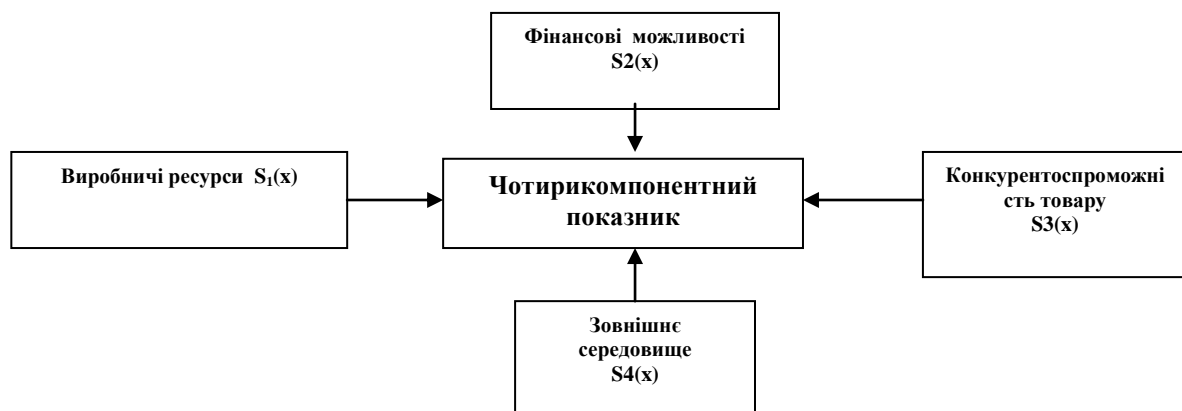 Фінансові можливості
S2(x)
Виробничі ресурси S₁(x)
Чотирикомпонентний
показник
Конкурентоспроможні
сть товару
S3(x)
Зовнішнє
середовище
S4(x)